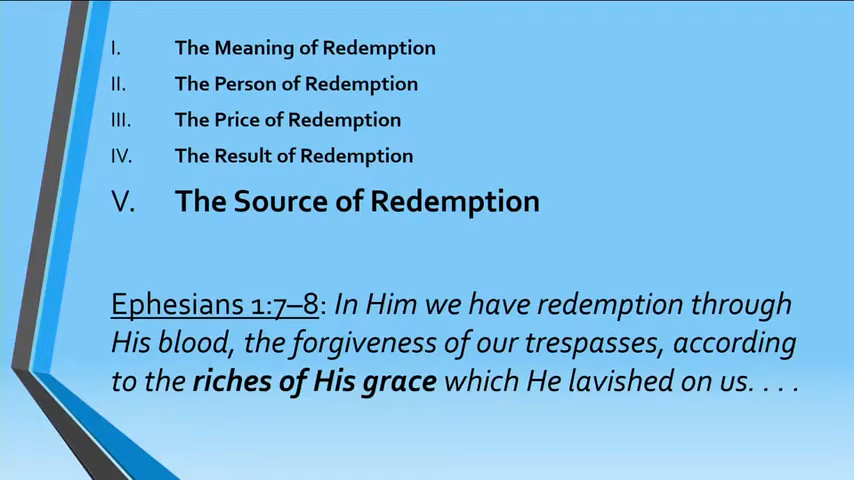 I. The Meaning of Redemption
II. The Person of Redemption
III. The Price of Redemption
IV. The Result of Redemption
V. The Source of Redemption
Ephesians 1:7–8: In Him we have redemption through
His blood, the forgiveness of our trespasses, according
to the riches of His grace which He lavished on us. . . .